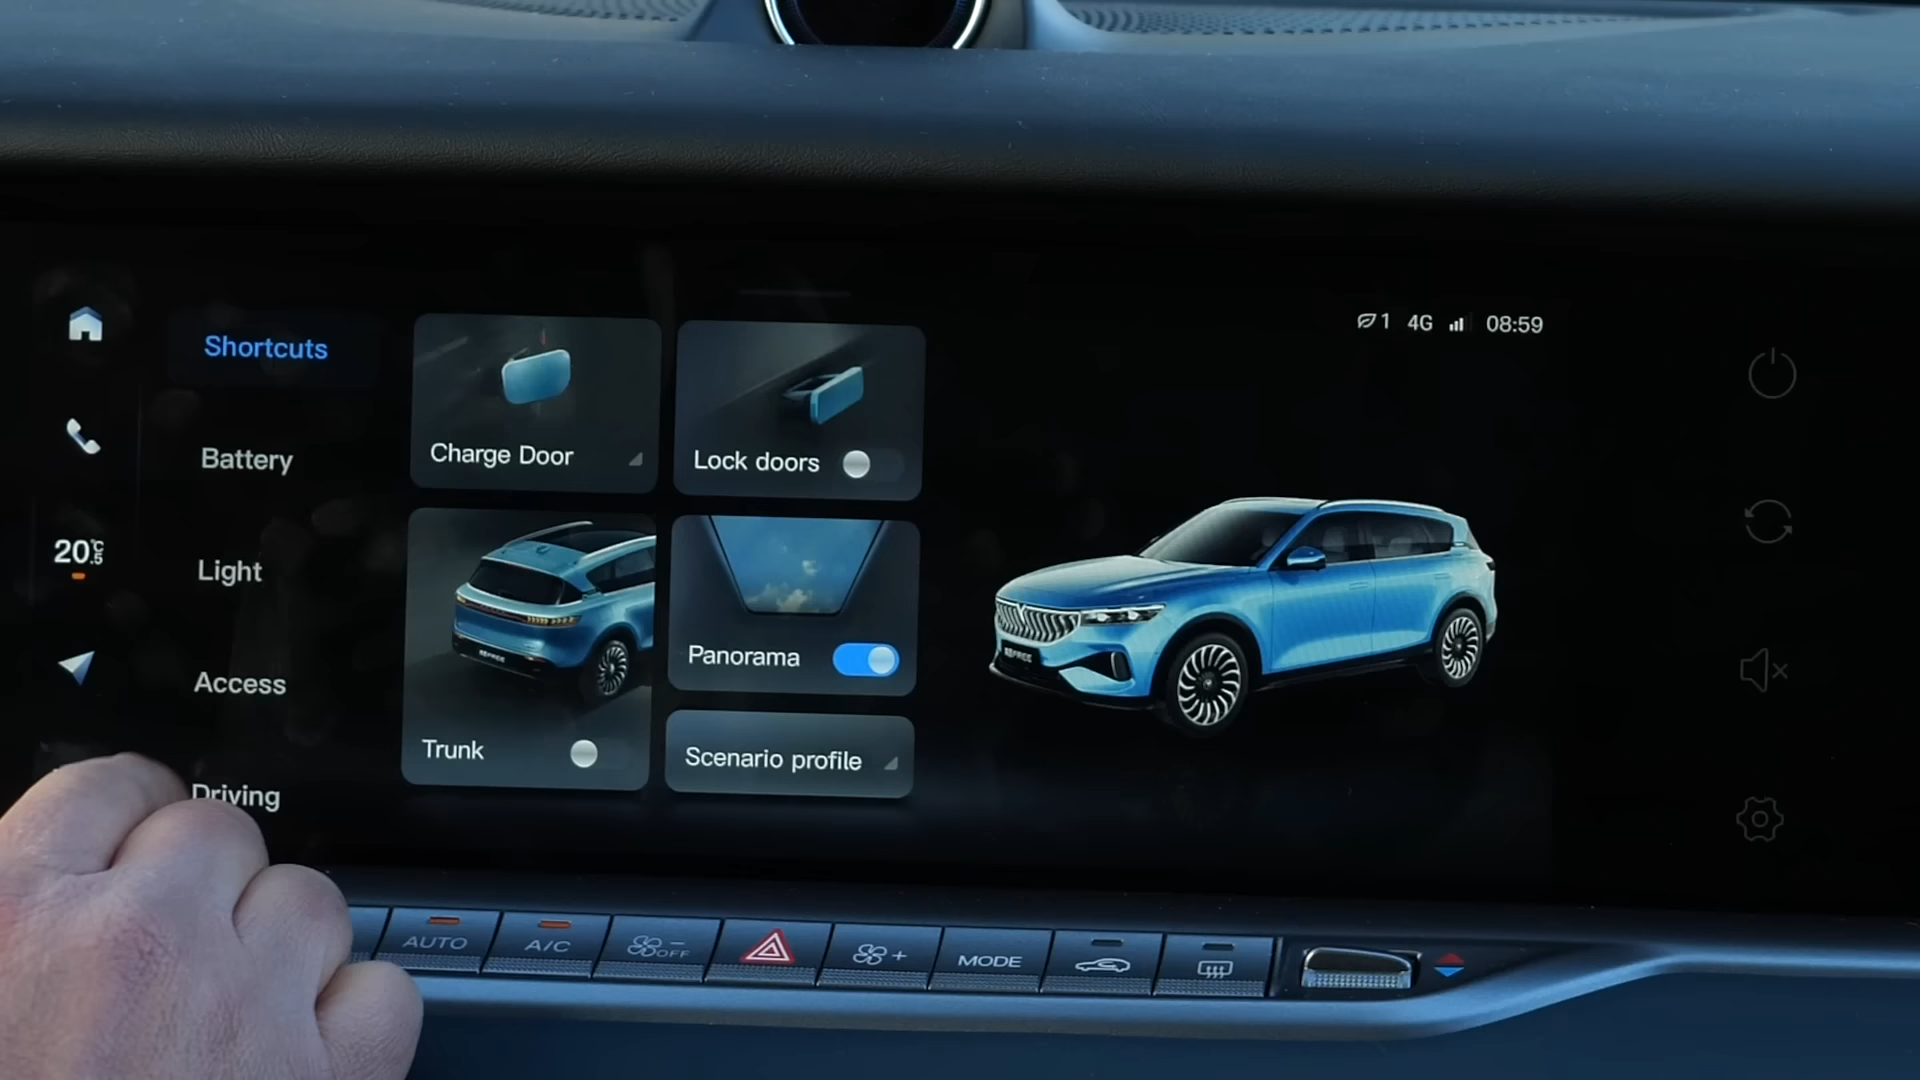 1 4G 08:59
Shortcuts
Battery
20.5°C
Light
Access
Driving
Charge Door
Lock doors
Trunk
Panorama
Scenario profile
AUTO
A/C
OFF
MODE